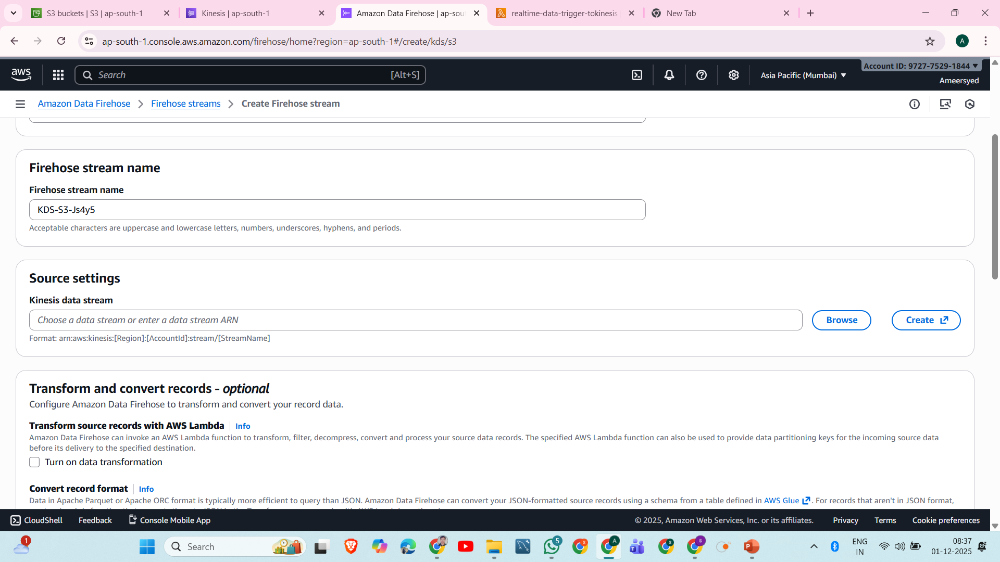 S3 buckets | S3 | ap-south-1
Kinesis | ap-south-1
Amazon Data Firehose | ap-sou
realtime-data-trigger-tokinesis
New Tab
ap-south-1.console.aws.amazon.com/firehose/home?region=ap-south-1#/create/kds/s3
A
aws
Search
[Alt+S]
Asia Pacific (Mumbai)
Account ID: 9727-7529-1844
Ameersyed
Amazon Data Firehose
Firehose streams
Create Firehose stream
Firehose stream name
Firehose stream name
KDS-S3-Js4y5
Acceptable characters are uppercase and lowercase letters, numbers, underscores, hyphens, and periods.
Source settings
Kinesis data stream
Choose a data stream or enter a data stream ARN
Browse
Create
Format: arn:aws:kinesis:[Region]:[AccountId]:stream/[StreamName]
Transform and convert records - optional
Configure Amazon Data Firehose to transform and convert your record data.
Transform source records with AWS Lambda
Info
Amazon Data Firehose can invoke an AWS Lambda function to transform, filter, decompress, convert and process your source data records. The specified AWS Lambda function can also be used to provide data partitioning keys for the incoming source data
before its delivery to the specified destination.
Turn on data transformation
Convert record format
Info
Data in Apache Parquet or Apache ORC format is typically more efficient to query than JSON. Amazon Data Firehose can convert your JSON-formatted source records using a schema from a table defined in AWS Glue. For records that aren't in JSON format,
CloudShell
Feedback
Console Mobile App
© 2025, Amazon Web Services, Inc. or its affiliates.
Privacy
Terms
Cookie preferences
1
Search
5
ENG
IN
08:37
01-12-2025